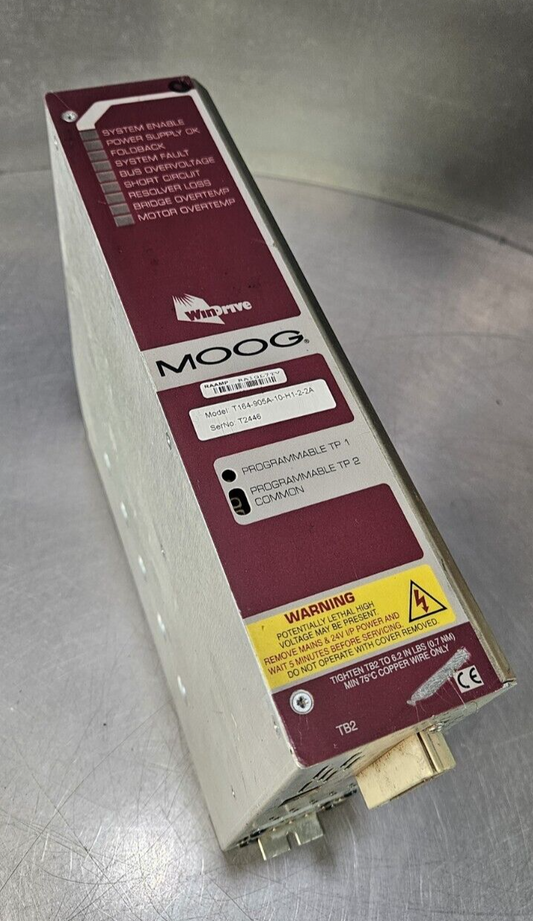 SYSTEM ENABLE
POWER SUPPLY OK
FOLDBACK
SYSTEM FAULT
BUS OVERVOLTAGE
SHORT CIRCUIT
RESOLVER LOSS
BRIDGE OVERTEMP
MOTOR OVERTEMP
WinDrive
MOOG®
RAAMP
Model: T164-905A-10-H1-2-2A
SerNo: T2446
PROGRAMMABLE TP 1
PROGRAMMABLE TP 2
COMMON
WARNING
POTENTIALLY LETHAL HIGH
VOLTAGE MAY BE PRESENT.
REMOVE MAINS & 24V I/P POWER AND
WAIT 5 MINUTES BEFORE SERVICING.
DO NOT OPERATE WITH COVER REMOVED.
TIGHTEN TB2 TO 6.2 IN LBS (0.7 NM)
MIN 75°C COPPER WIRE ONLY
CE
TB2